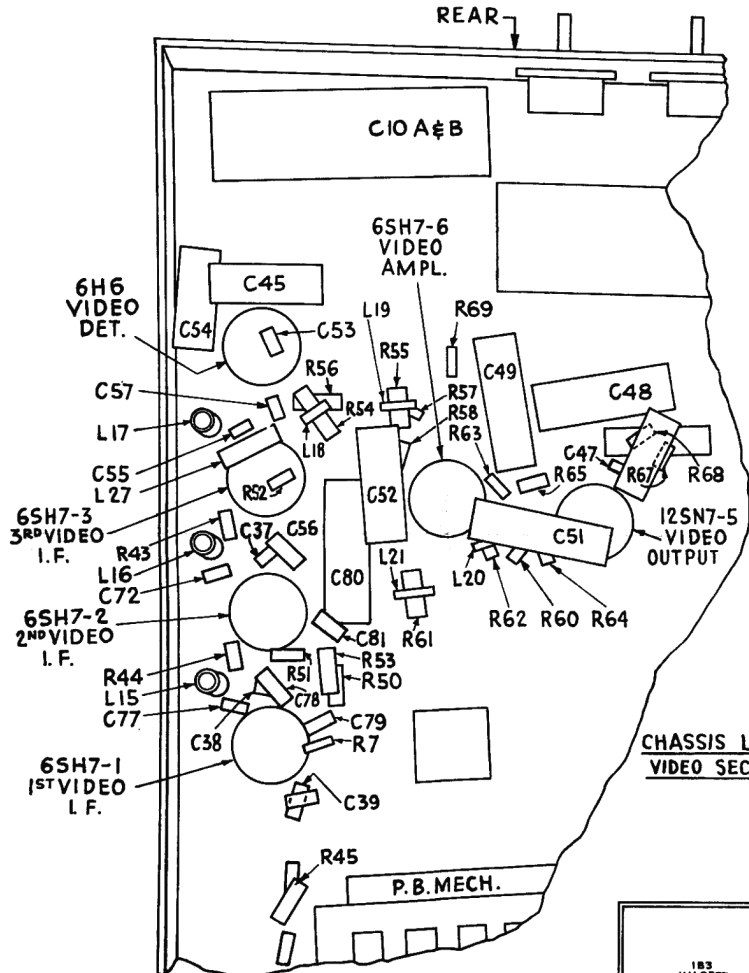 REAR
C10 A & B
6SH7-6
VIDEO
AMPL.
6H6
VIDEO
DET.
C54
C45
C53
L19
R55
R69
C49
C48
R56
R54
L18
R57
R58
R63
C57
L17
C55
L27
R52
C52
R65
C47
R67
R68
6SH7-3
3RD VIDEO
I.F.
R43
L16
C72
C37
C56
C80
L21
C51
12SN7-5
VIDEO
OUTPUT
L20
R62
R60
R64
6SH7-2
2ND VIDEO
I.F.
R61
C81
R53
R50
R51
C78
R44
L15
C77
C38
C79
R7
6SH7-1
1ST VIDEO
I.F.
C39
CHASSIS L
VIDEO SEC
R45
P.B. MECH.
1B3